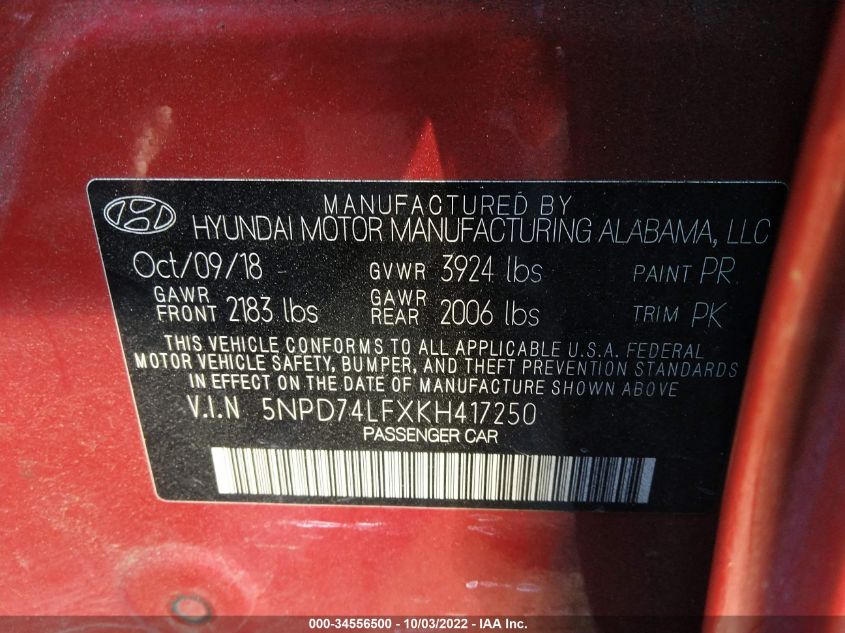 MANUFACTURED BY
HYUNDAI MOTOR MANUFACTURING ALABAMA, LLC
Oct/09/18 GVWR 3924 lbs PAINT PR
GAWR FRONT 2183 lbs GAWR REAR 2006 lbs TRIM PK
THIS VEHICLE CONFORMS TO ALL APPLICABLE U.S.A. FEDERAL
MOTOR VEHICLE SAFETY, BUMPER, AND THEFT PREVENTION STANDARDS
IN EFFECT ON THE DATE OF MANUFACTURE SHOWN ABOVE.
V.I.N 5NPD74LFXKH417250
PASSENGER CAR
000-34556500 - 10/03/2022 - IAA Inc.